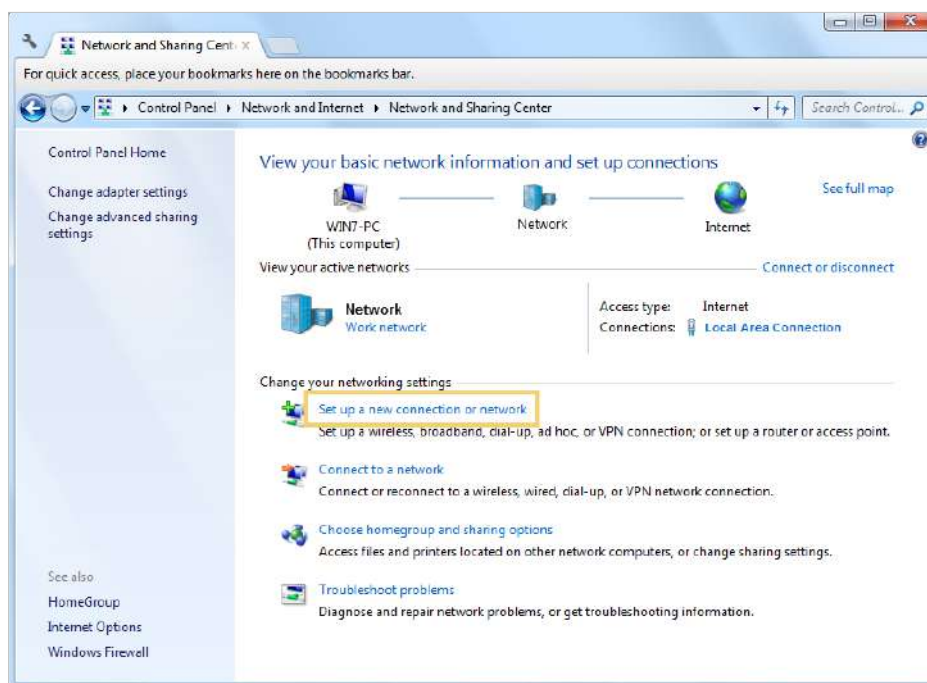 Network and Sharing Cent
For quick access, place your bookmarks here on the bookmarks bar.
Control Panel Network and Internet Network and Sharing Center
Search Control...
Control Panel Home
Change adapter settings
Change advanced sharing
settings
View your basic network information and set up connections
See full map
WIN7-PC
(This computer)
Network
Internet
View your active networks
Connect or disconnect
Network
Work network
Access type: Internet
Connections: Local Area Connection
Change your networking settings
Set up a new connection or network
Set up a wireless, broadband, dial-up, ad hoc, or VPN connection; or set up a router or access point.
Connect to a network
Connect or reconnect to a wireless, wired, dial-up, or VPN network connection.
Choose homegroup and sharing options
Access files and printers located on other network computers, or change sharing settings.
Troubleshoot problems
Diagnose and repair network problems, or get troubleshooting information.
See also
HomeGroup
Internet Options
Windows Firewall